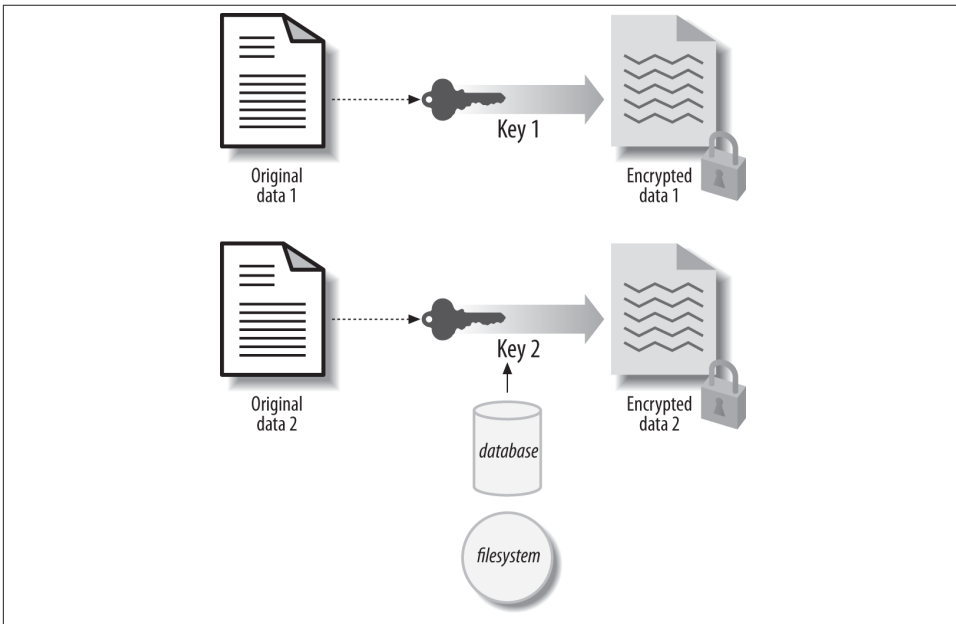 Key 1
Original
data 1
Encrypted
data 1
Key 2
Original
data 2
Encrypted
data 2
database
filesystem